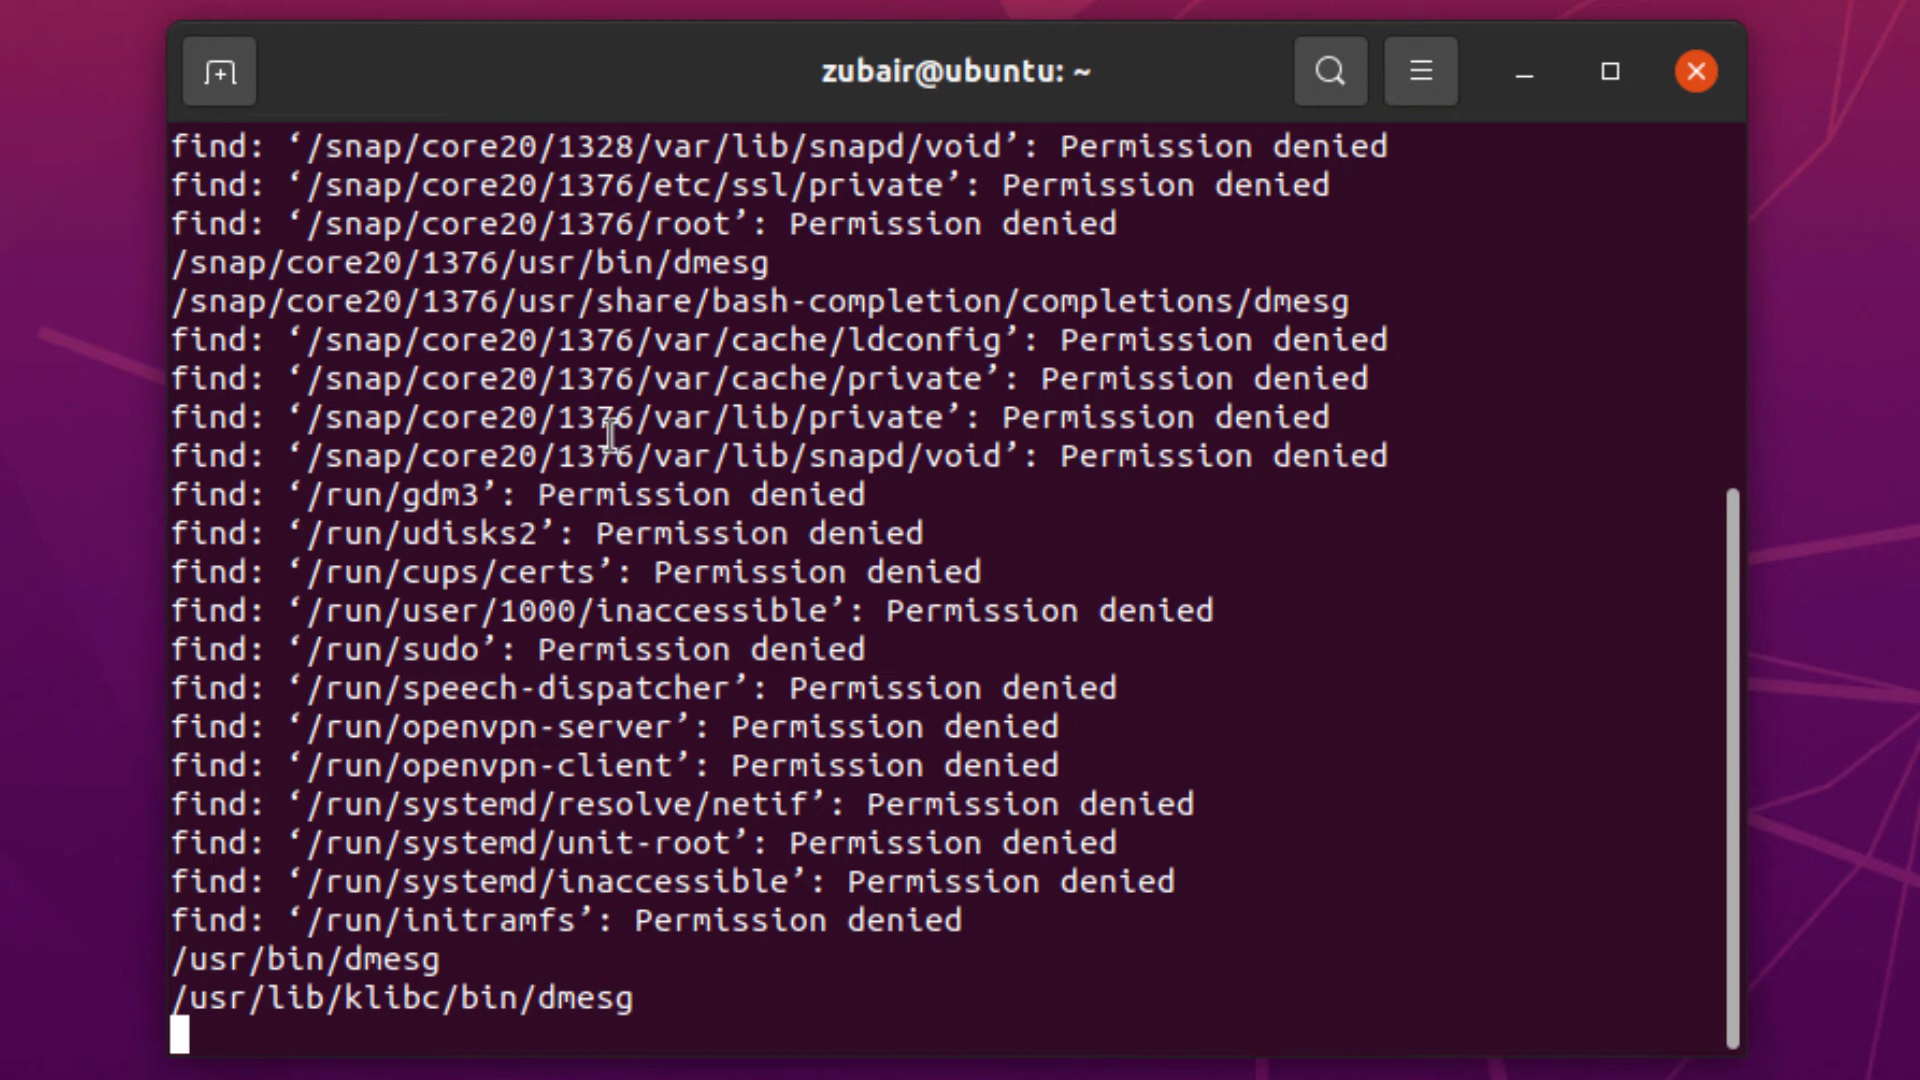 zubair@ubuntu: ~
find: ‘/snap/core20/1328/var/lib/snapd/void’: Permission denied
find: ‘/snap/core20/1376/etc/ssl/private’: Permission denied
find: ‘/snap/core20/1376/root’: Permission denied
/snap/core20/1376/usr/bin/dmesg
/snap/core20/1376/usr/share/bash-completion/completions/dmesg
find: ‘/snap/core20/1376/var/cache/ldconfig’: Permission denied
find: ‘/snap/core20/1376/var/cache/private’: Permission denied
find: ‘/snap/core20/1376/var/lib/private’: Permission denied
find: ‘/snap/core20/1376/var/lib/snapd/void’: Permission denied
find: ‘/run/gdm3’: Permission denied
find: ‘/run/udisks2’: Permission denied
find: ‘/run/cups/certs’: Permission denied
find: ‘/run/user/1000/inaccessible’: Permission denied
find: ‘/run/sudo’: Permission denied
find: ‘/run/speech-dispatcher’: Permission denied
find: ‘/run/openvpn-server’: Permission denied
find: ‘/run/openvpn-client’: Permission denied
find: ‘/run/systemd/resolve/netif’: Permission denied
find: ‘/run/systemd/unit-root’: Permission denied
find: ‘/run/systemd/inaccessible’: Permission denied
find: ‘/run/initramfs’: Permission denied
/usr/bin/dmesg
/usr/lib/klibc/bin/dmesg